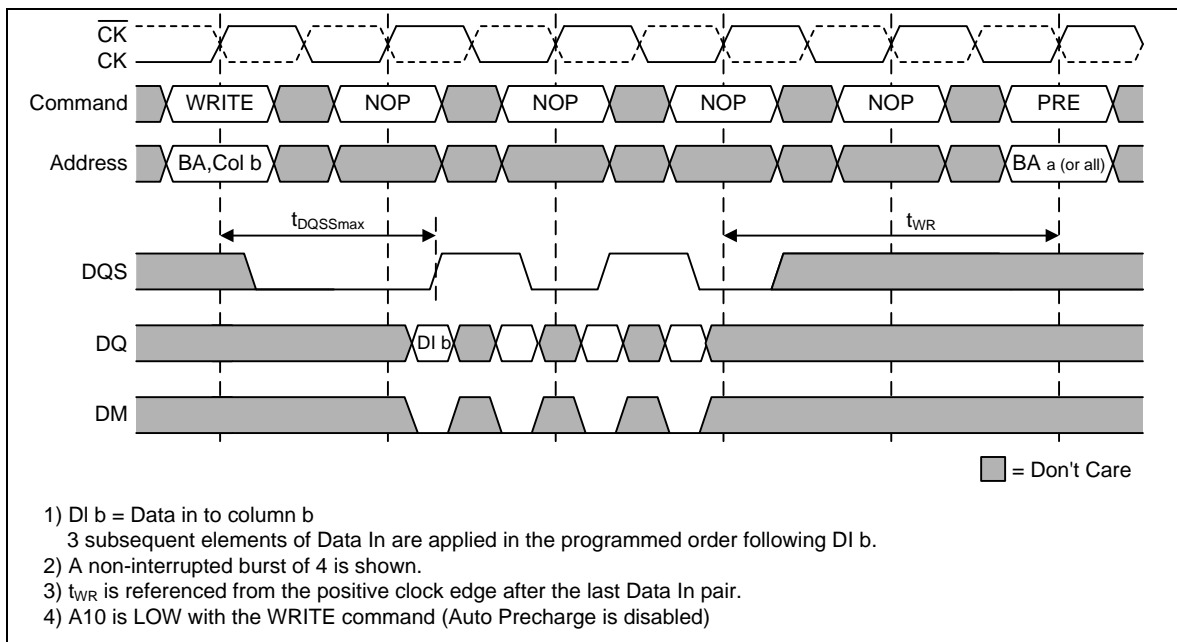 CK
CK
Command WRITE NOP NOP NOP NOP PRE
Address BA,Col b BA a (or all)
tDQSSmax tWR
DQS
DQ DI b
DM
= Don't Care
1) DI b = Data in to column b
3 subsequent elements of Data In are applied in the programmed order following DI b.
2) A non-interrupted burst of 4 is shown.
3) tWR is referenced from the positive clock edge after the last Data In pair.
4) A10 is LOW with the WRITE command (Auto Precharge is disabled)